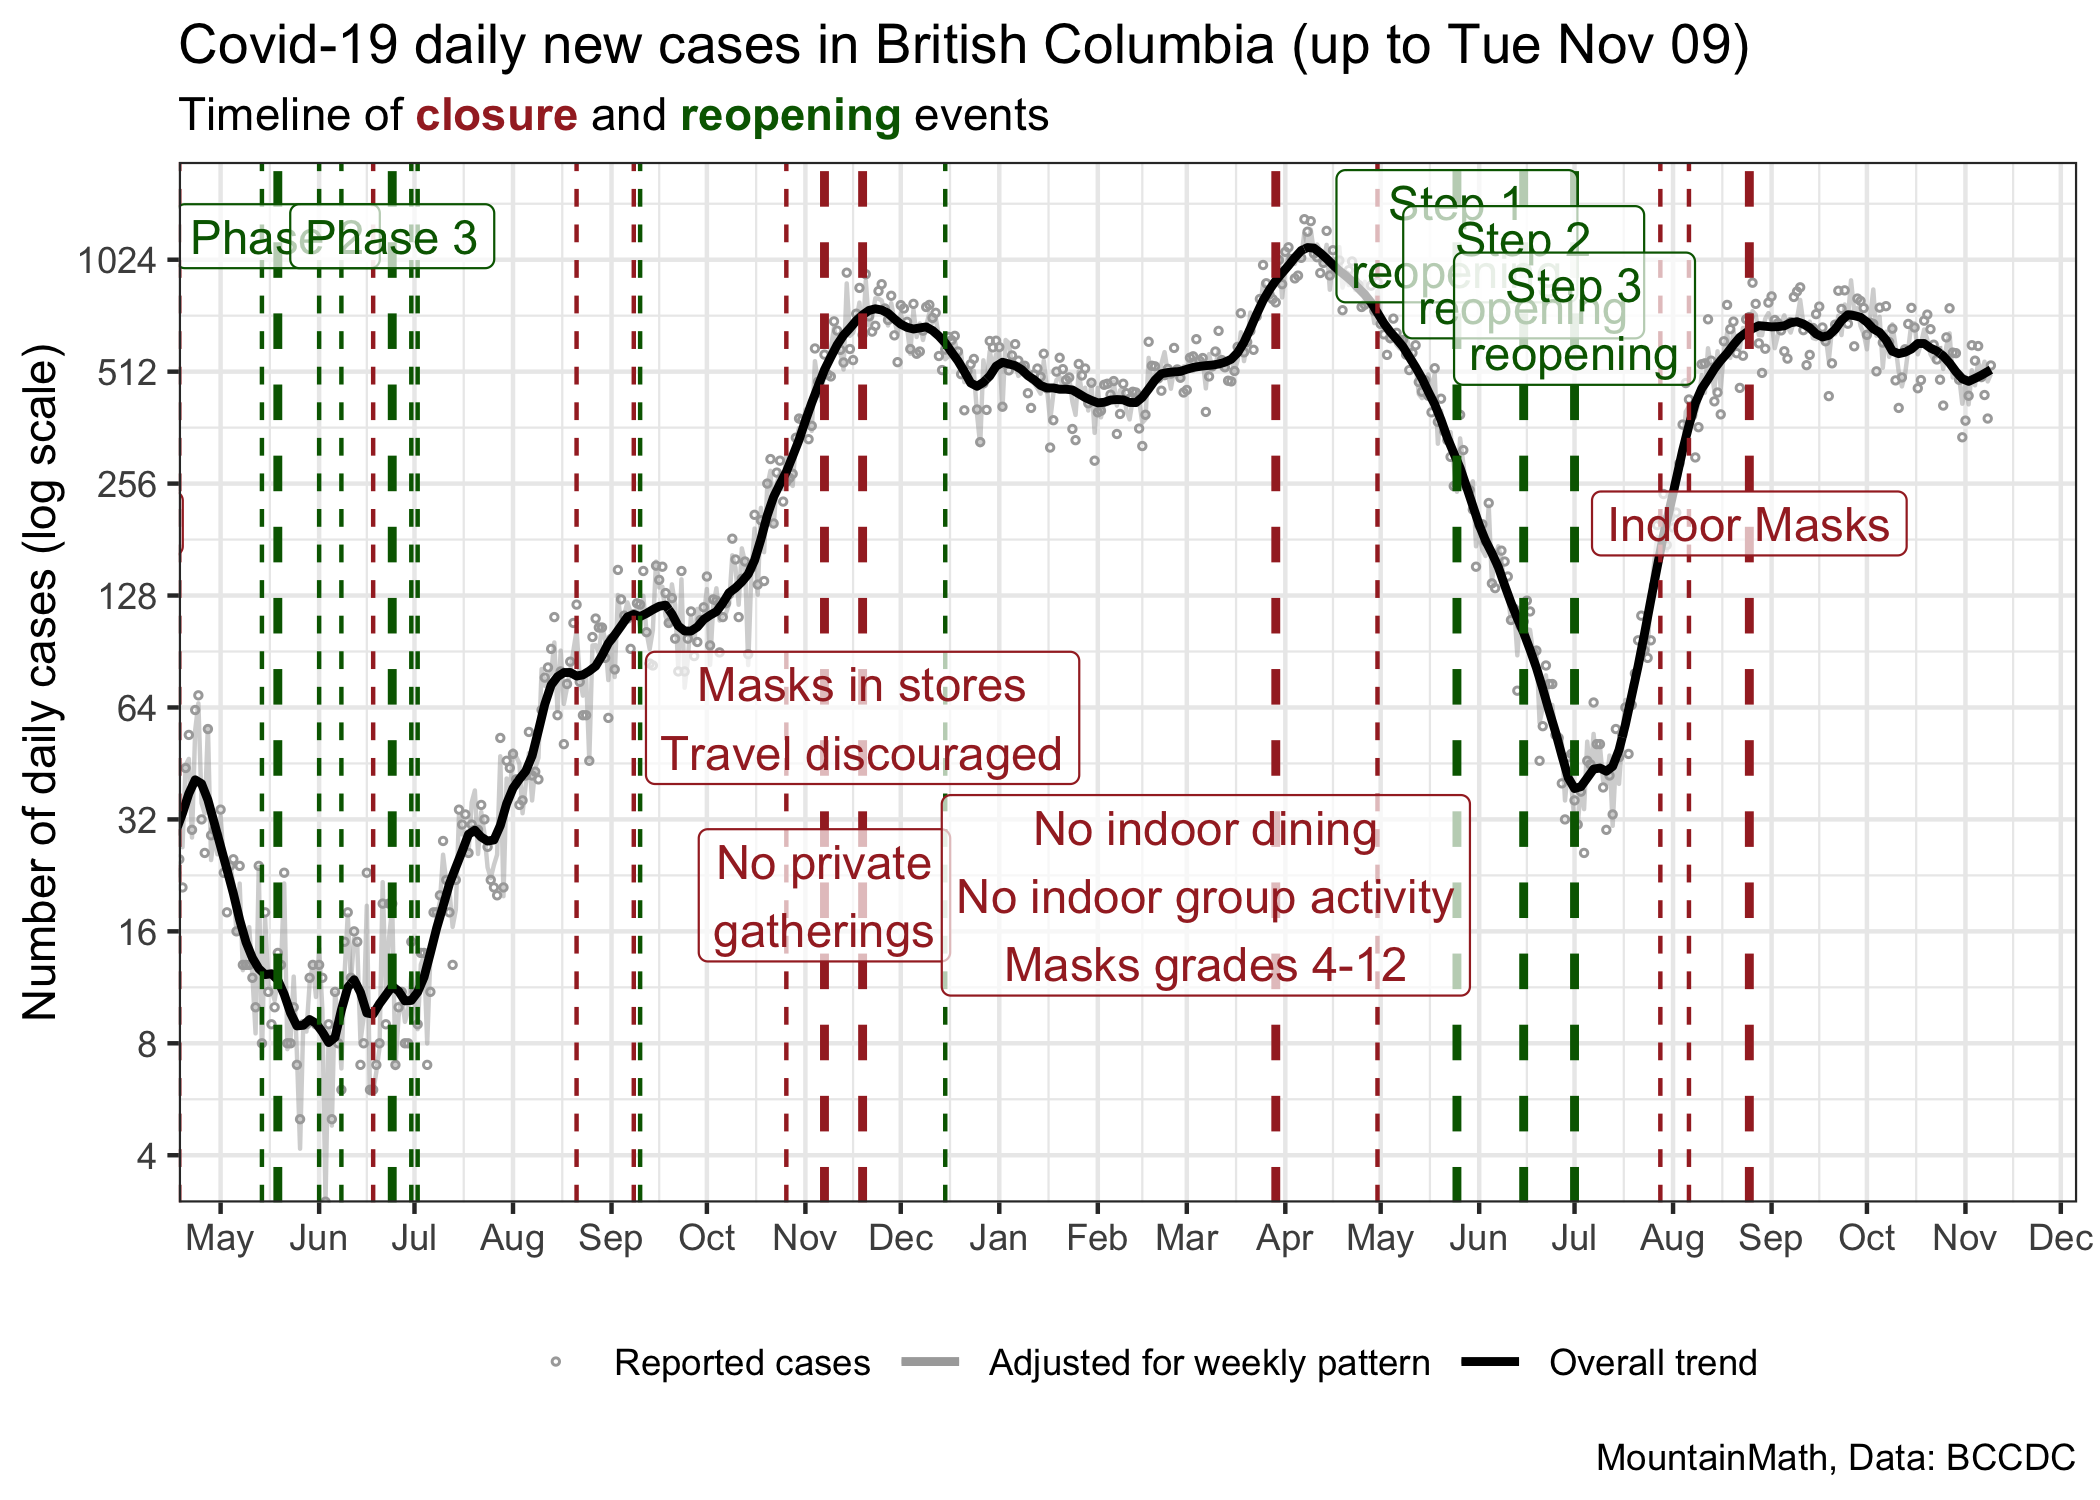 Covid-19 daily new cases in British Columbia (up to Tue Nov 09)
Timeline of closure and reopening events
Number of daily cases (log scale)
1024
512
256
128
64
32
16
8
4
Phase 2
Phase 3
Step 1
reopening
Step 2
reopening
Step 3
reopening
Indoor Masks
Masks in stores
Travel discouraged
No private
gatherings
No indoor dining
No indoor group activity
Masks grades 4-12
May Jun Jul Aug Sep Oct Nov Dec Jan Feb Mar Apr May Jun Jul Aug Sep Oct Nov Dec
Reported cases Adjusted for weekly pattern Overall trend
MountainMath, Data: BCCDC